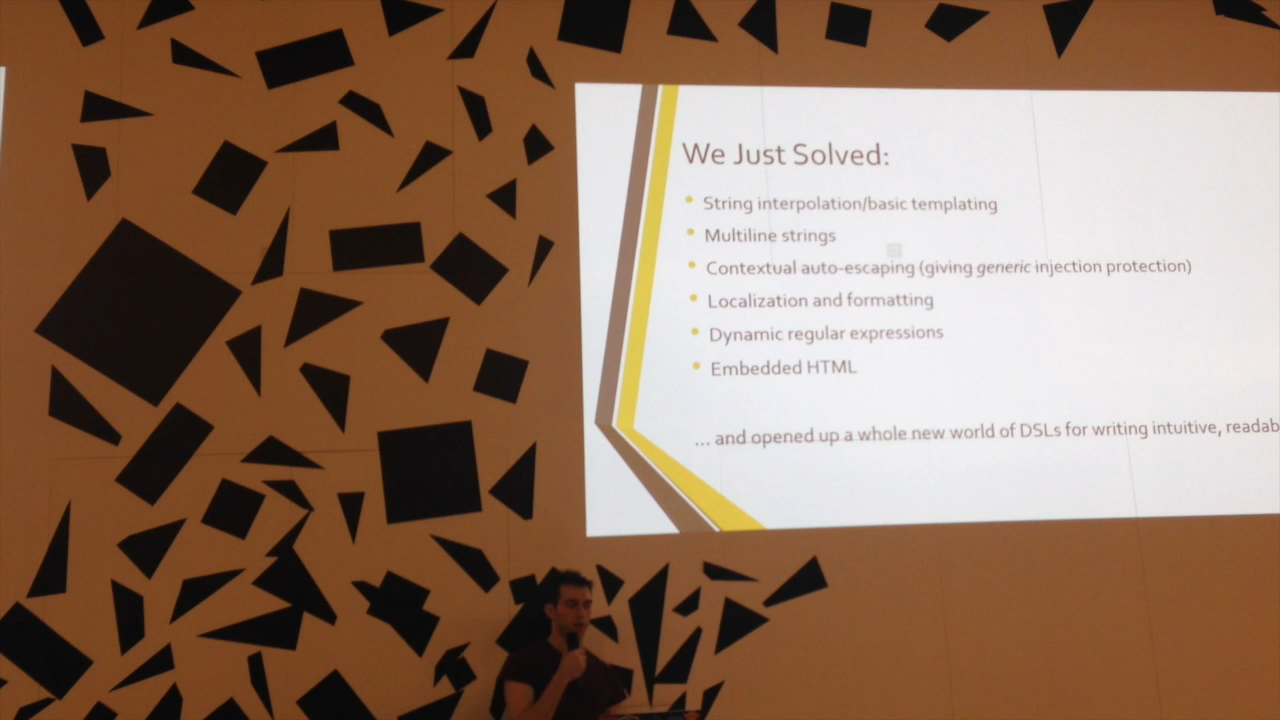 We Just Solved:
String interpolation/basic templating
Multiline strings
Contextual auto-escaping (giving generic injection protection)
Localization and formatting
Dynamic regular expressions
Embedded HTML
... and opened up a whole new world of DSLs for writing intuitive, readab